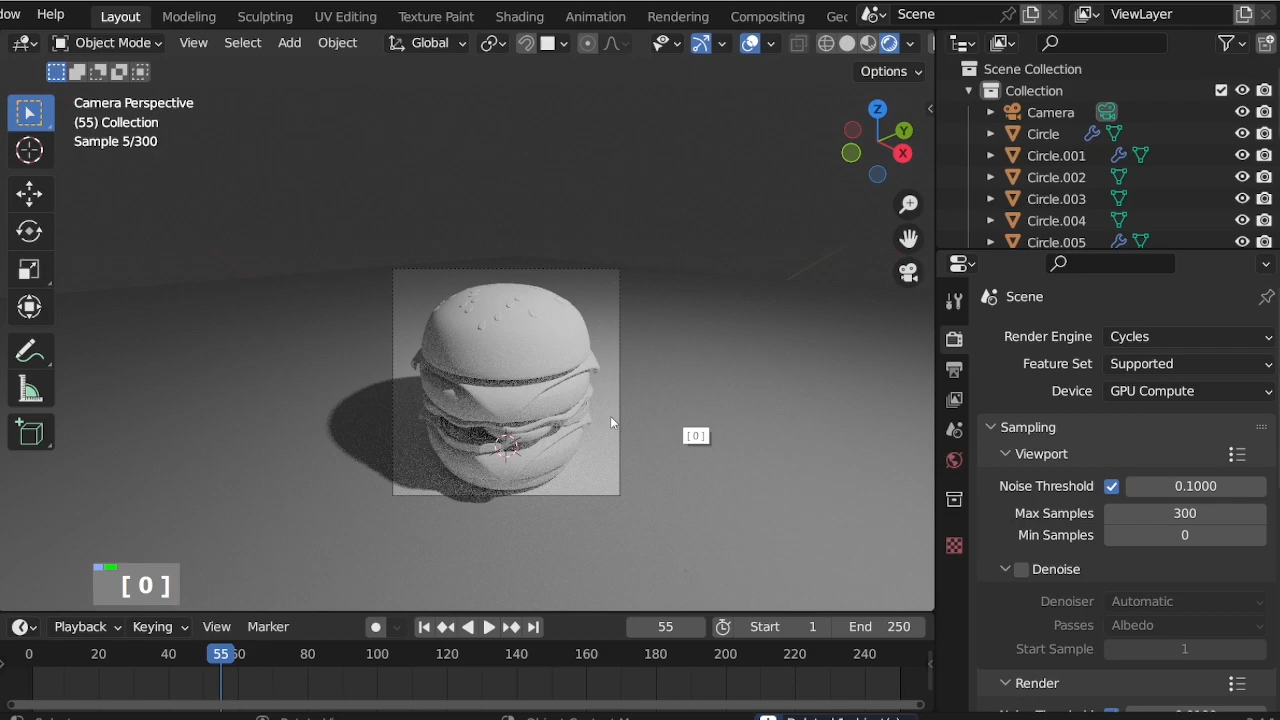 dow Help Layout Modeling Sculpting UV Editing Texture Paint Shading Animation Rendering Compositing Scene ViewLayer
Object Mode View Select Add Object Global
Options
Camera Perspective
(55) Collection
Sample 5/300
Z
Y
X
[ 0 ]
[ 0 ]
Scene Collection
Collection
Camera
Circle
Circle.001
Circle.002
Circle.003
Circle.004
Circle.005
Scene
Render Engine Cycles
Feature Set Supported
Device GPU Compute
Sampling
Viewport
Noise Threshold 0.1000
Max Samples 300
Min Samples 0
Denoise
Denoiser Automatic
Passes Albedo
Start Sample 1
Render
Playback Keying View Marker 55 Start 1 End 250
0 20 40 55 80 100 120 140 160 180 200 220 240